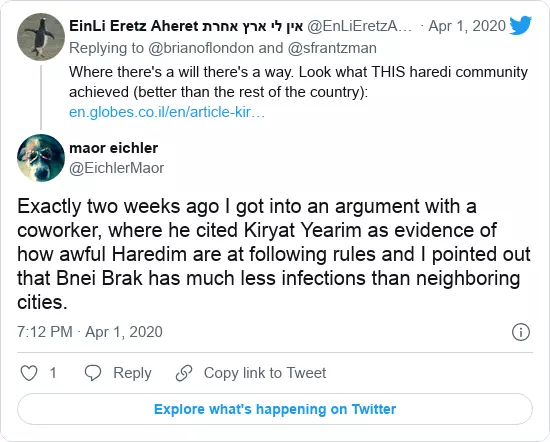 EinLi Eretz Aheret אין לי ארץ אחרת @EnLiEretzA… · Apr 1, 2020
Replying to @brianoflondon and @sfrantzman
Where there's a will there's a way. Look what THIS haredi community
achieved (better than the rest of the country):
en.globes.co.il/en/article-kir…
maor eichler
@EichlerMaor
Exactly two weeks ago I got into an argument with a
coworker, where he cited Kiryat Yearim as evidence of
how awful Haredim are at following rules and I pointed out
that Bnei Brak has much less infections than neighboring
cities.
7:12 PM · Apr 1, 2020
1 Reply Copy link to Tweet
Explore what's happening on Twitter